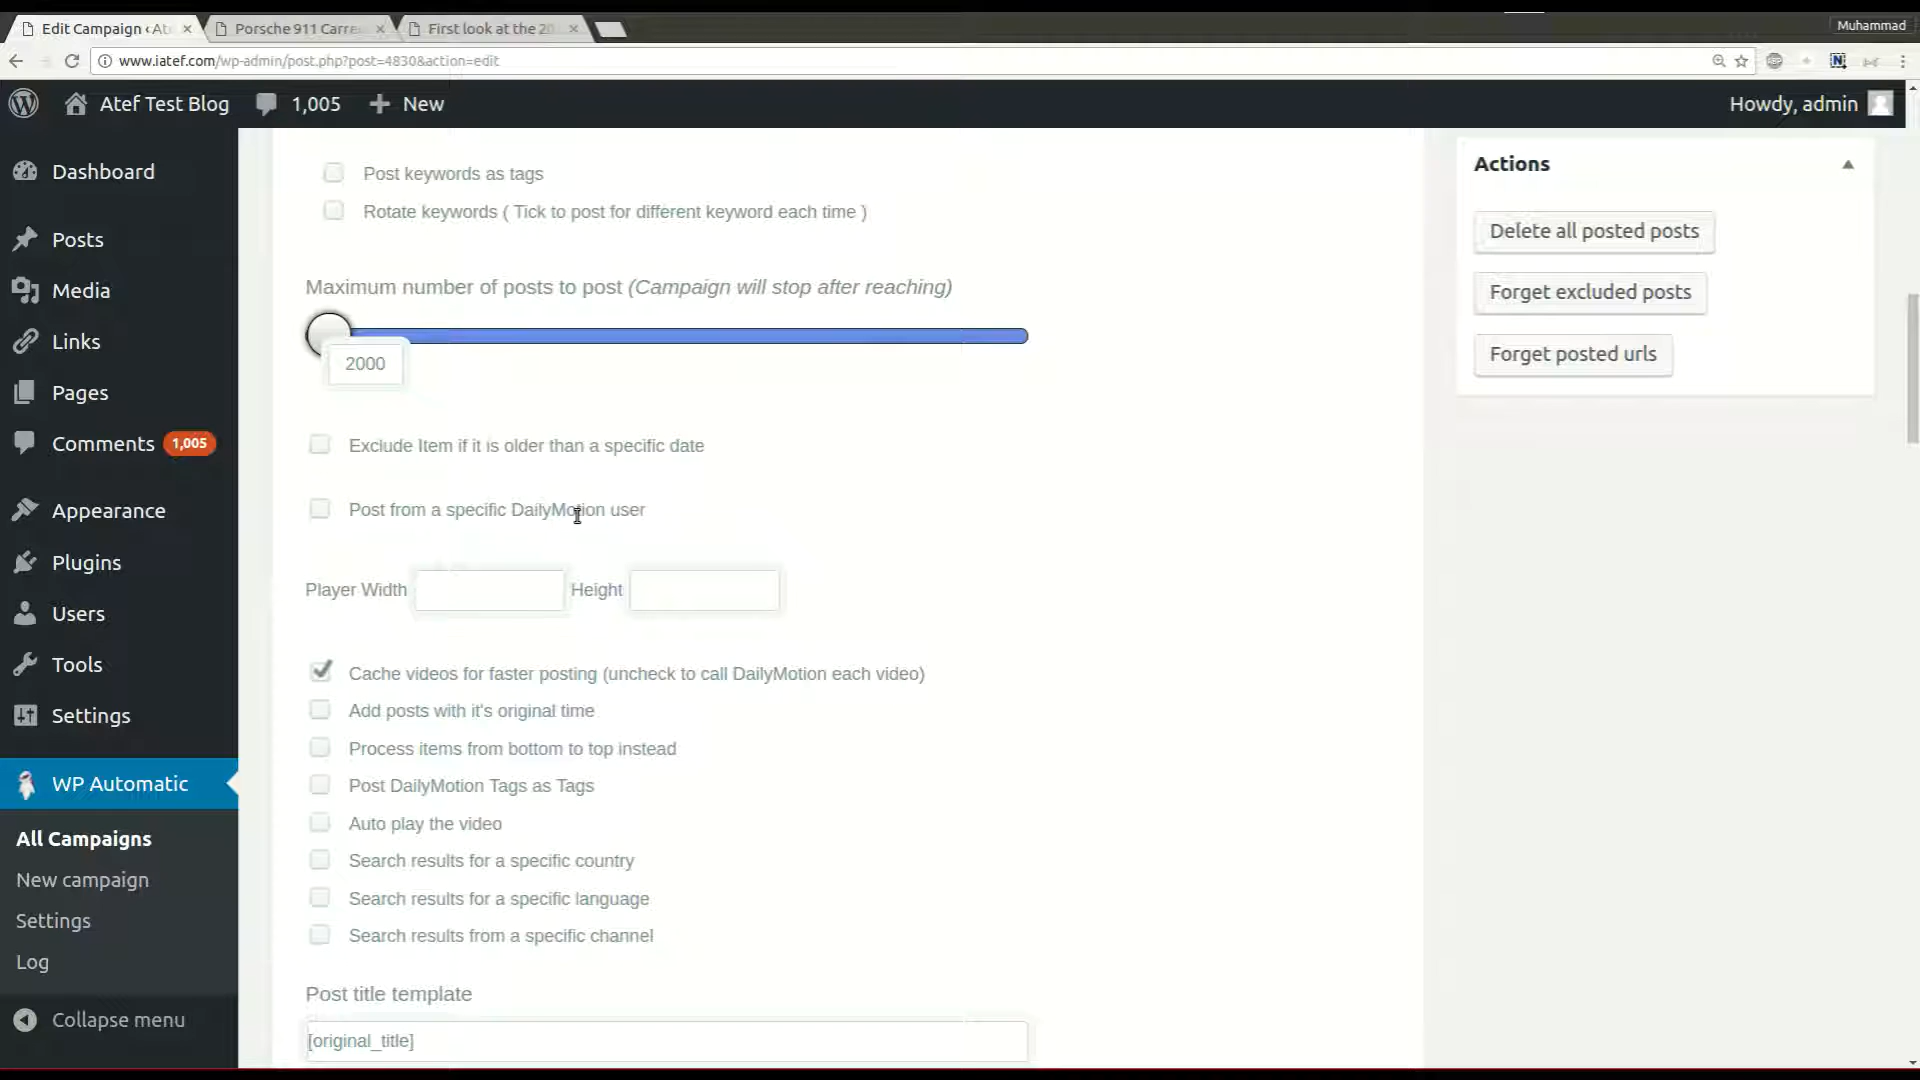 Edit Campaign ‹ Ate
Porsche 911 Carre
First look at the 20
Muhammad
www.iatef.com/wp-admin/post.php?post=4830&action=edit
Atef Test Blog
1,005
New
Howdy, admin
Dashboard
Posts
Media
Links
Pages
Comments 1,005
Appearance
Plugins
Users
Tools
Settings
WP Automatic
All Campaigns
New campaign
Settings
Log
Collapse menu
Post keywords as tags
Rotate keywords ( Tick to post for different keyword each time )
Maximum number of posts to post (Campaign will stop after reaching)
2000
Exclude Item if it is older than a specific date
Post from a specific DailyMotion user
Player Width
Height
Cache videos for faster posting (uncheck to call DailyMotion each video)
Add posts with it's original time
Process items from bottom to top instead
Post DailyMotion Tags as Tags
Auto play the video
Search results for a specific country
Search results for a specific language
Search results from a specific channel
Post title template
[original_title]
Actions
Delete all posted posts
Forget excluded posts
Forget posted urls